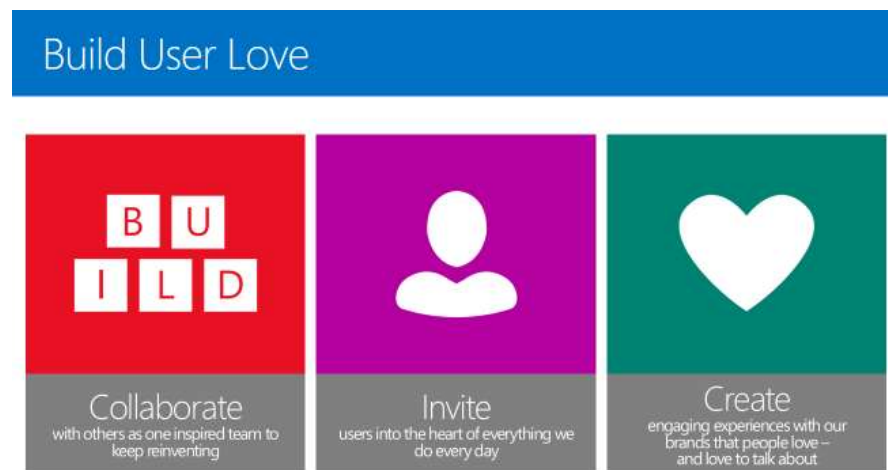 Build User Love
B U
I L D
Collaborate
with others as one inspired team to
keep reinventing
Invite
users into the heart of everything we
do every day
Create
engaging experiences with our
brands that people love –
and love to talk about